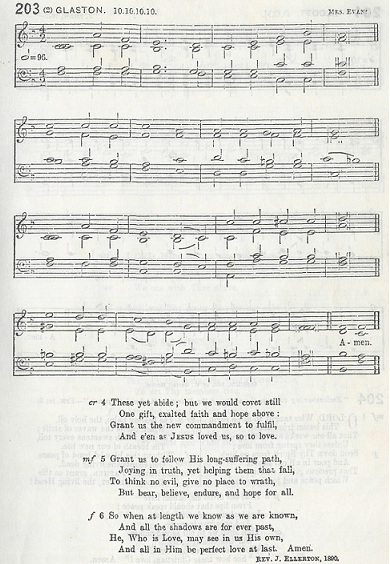 203 (2) GLASTON. 10.10.10.10. MRS. EVANS
=96.
A - men.
cr 4 These yet abide ; but we would covet still
One gift, exalted faith and hope above :
Grant us the new commandment to fulfil,
And e'en as JESUS loved us, so to love.
mf 5 Grant us to follow His long-suffering path,
Joying in truth, yet helping them that fall,
To think no evil, give no place to wrath,
But bear, believe, endure, and hope for all.
f 6 So when at length we know as we are known,
And all the shadows are for ever past,
He, Who is Love, may see in us His own,
And all in Him be perfect love at last. Amen.
REV. J. ELLERTON, 1890.